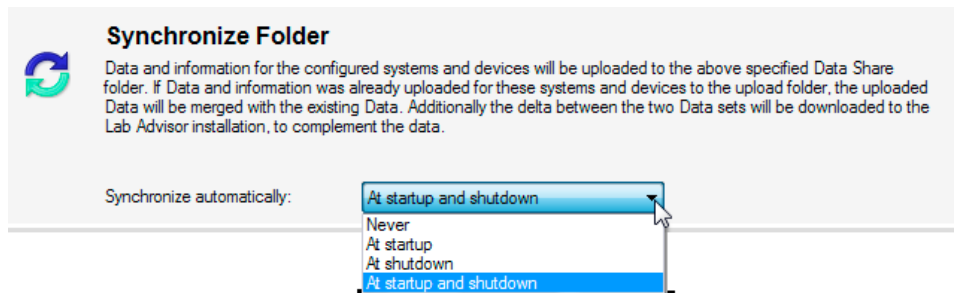 Synchronize Folder
Data and information for the configured systems and devices will be uploaded to the above specified Data Share
folder. If Data and information was already uploaded for these systems and devices to the upload folder, the uploaded
Data will be merged with the existing Data. Additionally the delta between the two Data sets will be downloaded to the
Lab Advisor installation, to complement the data.
Synchronize automatically:
At startup and shutdown
Never
At startup
At shutdown
At startup and shutdown